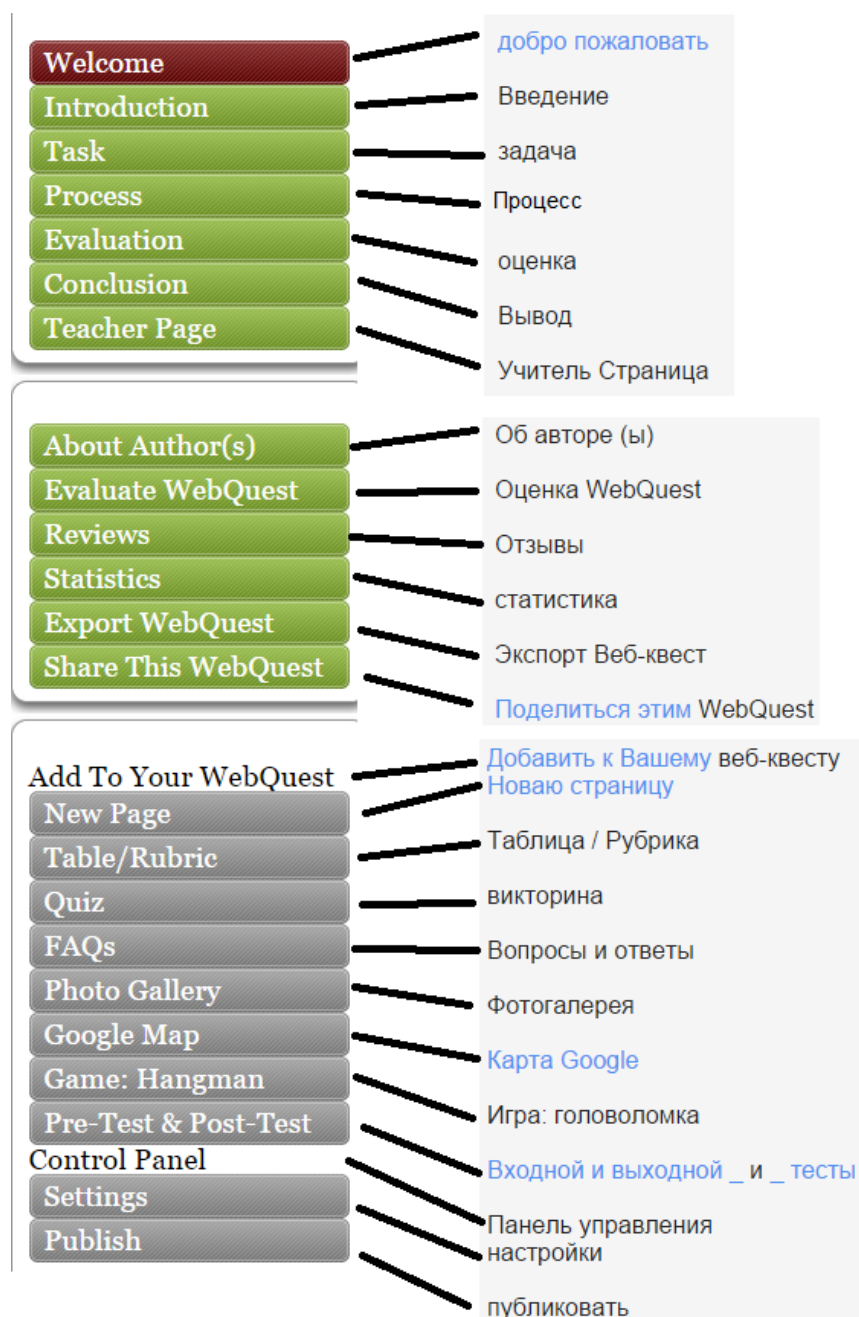 Welcome
Introduction
Task
Process
Evaluation
Conclusion
Teacher Page
добро пожаловать
Введение
задача
Процесс
оценка
Вывод
Учитель Страница
About Author(s)
Evaluate WebQuest
Reviews
Statistics
Export WebQuest
Share This WebQuest
Об авторе (ы)
Оценка WebQuest
Отзывы
статистика
Экспорт Веб-квест
Поделиться этим WebQuest
Add To Your WebQuest
New Page
Table/Rubric
Quiz
FAQs
Photo Gallery
Google Map
Game: Hangman
Pre-Test & Post-Test
Control Panel
Settings
Publish
Добавить к Вашему веб-квесту
Новаю страницу
Таблица / Рубрика
викторина
Вопросы и ответы
Фотогалерея
Карта Google
Игра: головоломка
Входной и выходной _ и _ тесты
Панель управления
настройки
публиковать